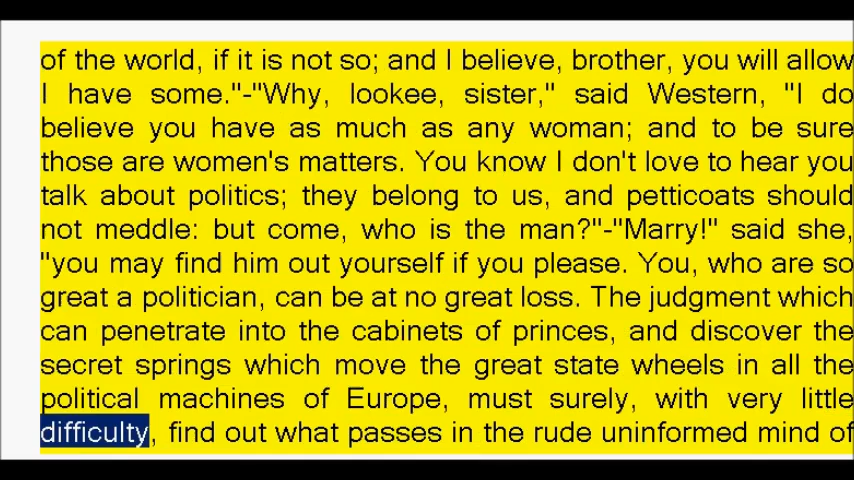 of the world, if it is not so; and I believe, brother, you will allow
I have some."-"Why, lookee, sister," said Western, "I do
believe you have as much as any woman; and to be sure
those are women's matters. You know I don't love to hear you
talk about politics; they belong to us, and petticoats should
not meddle: but come, who is the man?"-"Marry!" said she,
"you may find him out yourself if you please. You, who are so
great a politician, can be at no great loss. The judgment which
can penetrate into the cabinets of princes, and discover the
secret springs which move the great state wheels in all the
political machines of Europe, must surely, with very little
difficulty, find out what passes in the rude uninformed mind of